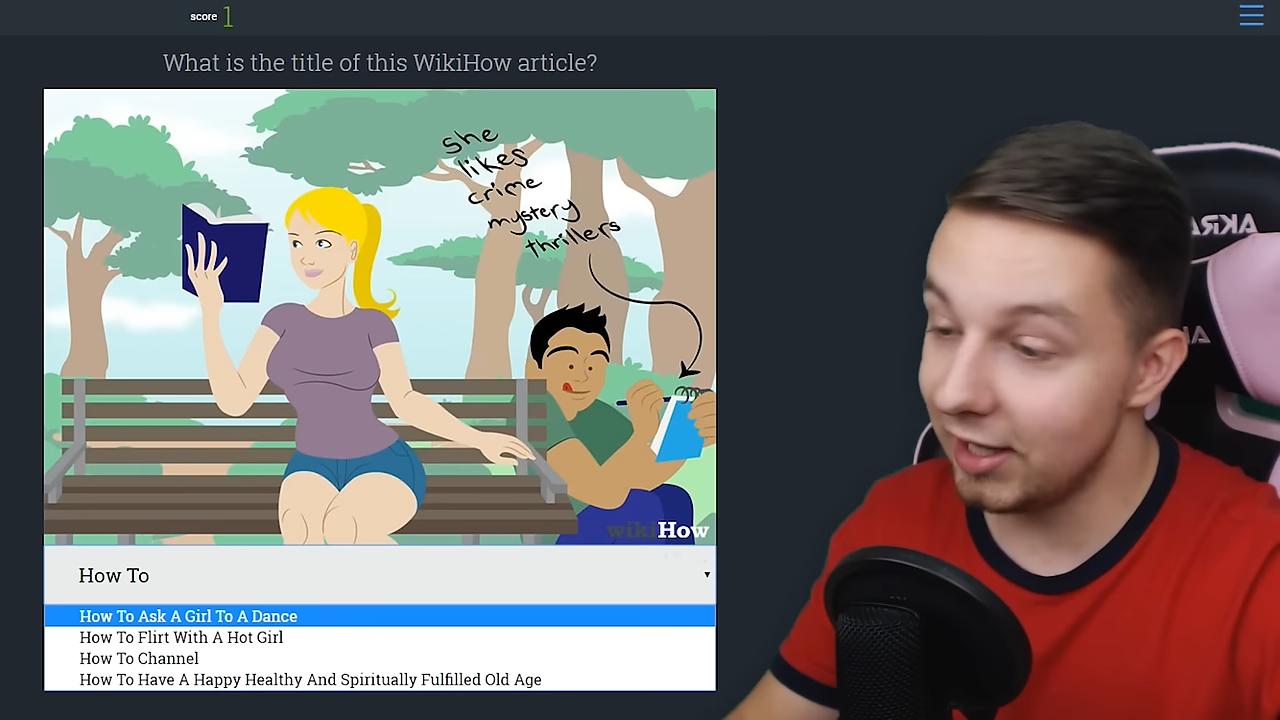 score 1
What is the title of this WikiHow article?
she
likes
crime
mystery
thrillers
wikiHow
How To
How To Ask A Girl To A Dance
How To Flirt With A Hot Girl
How To Channel
How To Have A Happy Healthy And Spiritually Fulfilled Old Age